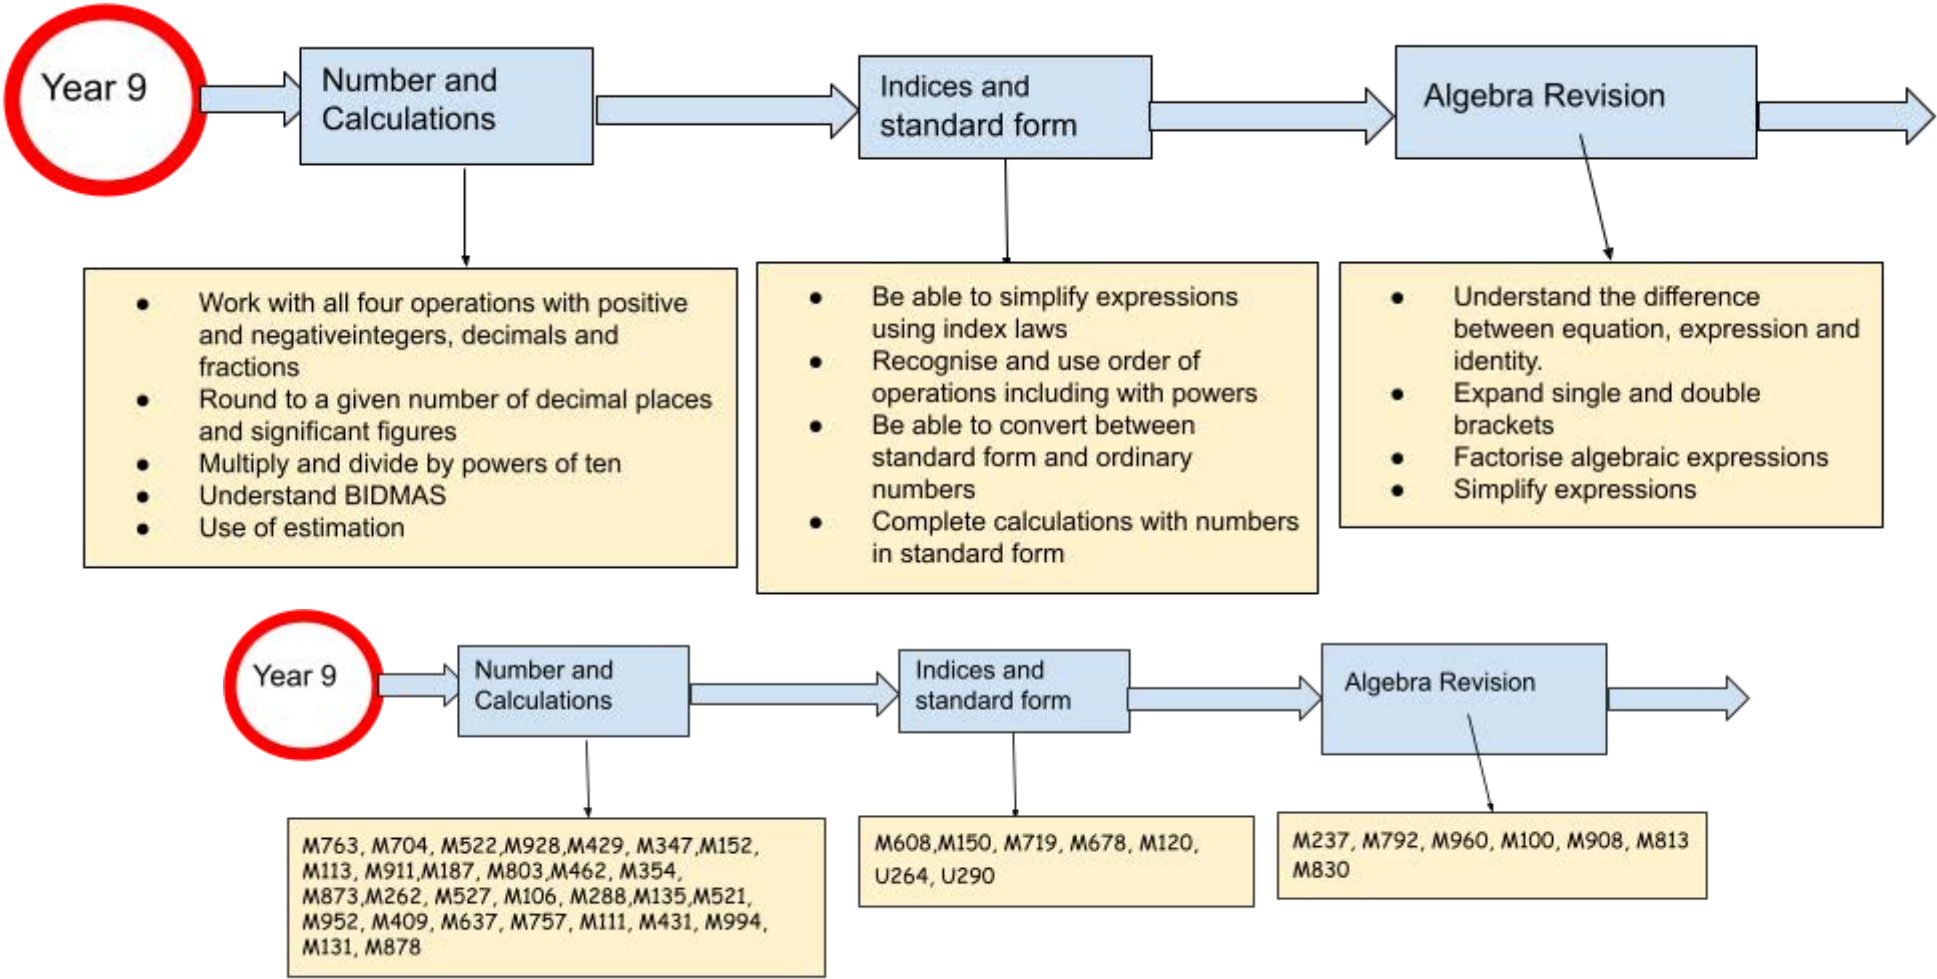 Year 9
Number and
Calculations
Indices and
standard form
Algebra Revision
● Work with all four operations with positive
and negativeintegers, decimals and
fractions
● Round to a given number of decimal places
and significant figures
● Multiply and divide by powers of ten
● Understand BIDMAS
● Use of estimation
● Be able to simplify expressions
using index laws
● Recognise and use order of
operations including with powers
● Be able to convert between
standard form and ordinary
numbers
● Complete calculations with numbers
in standard form
● Understand the difference
between equation, expression and
identity.
● Expand single and double
brackets
● Factorise algebraic expressions
● Simplify expressions
Year 9
Number and
Calculations
Indices and
standard form
Algebra Revision
M763, M704, M522,M928,M429, M347,M152,
M113, M911,M187, M803,M462, M354,
M873,M262, M527, M106, M288,M135,M521,
M952, M409, M637, M757, M111, M431, M994,
M131, M878
M608,M150, M719, M678, M120,
U264, U290
M237, M792, M960, M100, M908, M813
M830